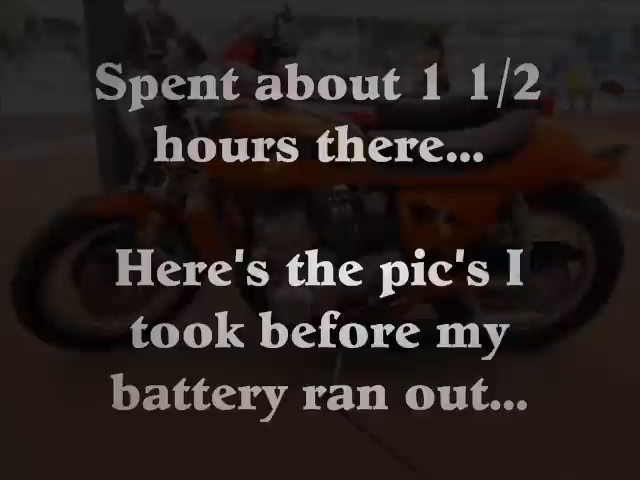 Spent about 1 1/2
hours there...
Here's the pic's I
took before my
battery ran out...